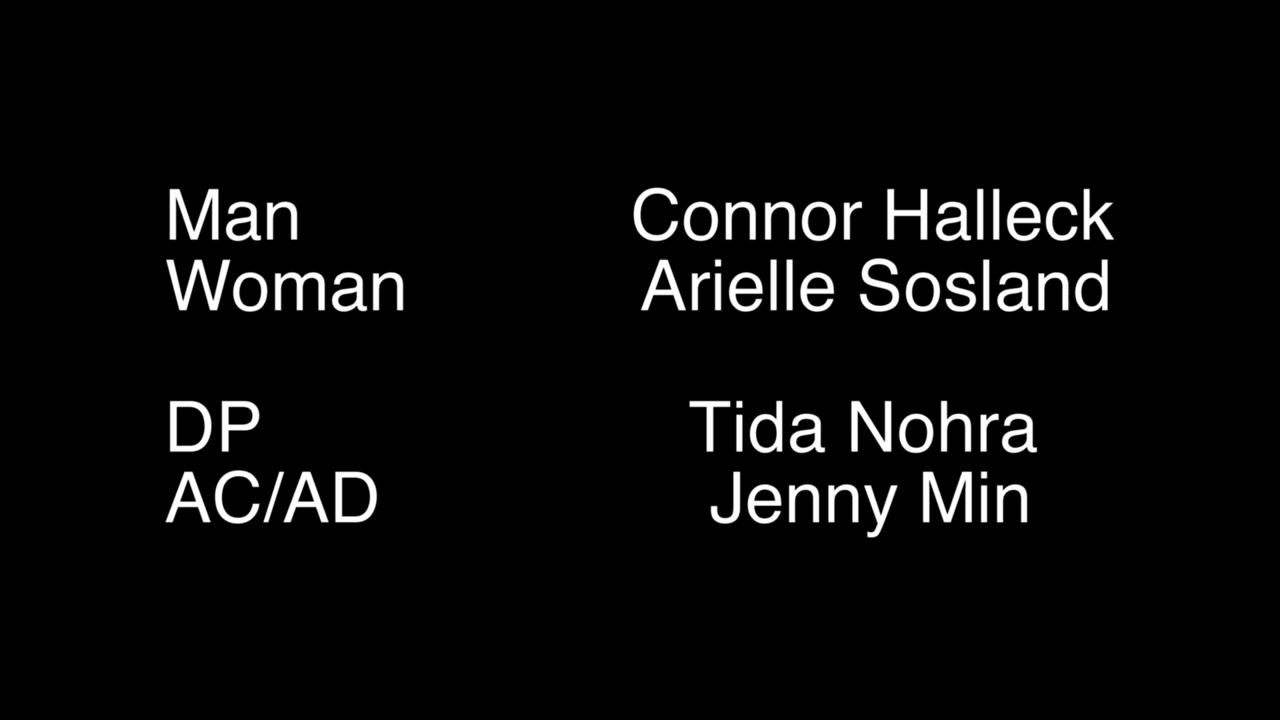 Man Connor Halleck
Woman Arielle Sosland
DP Tida Nohra
AC/AD Jenny Min